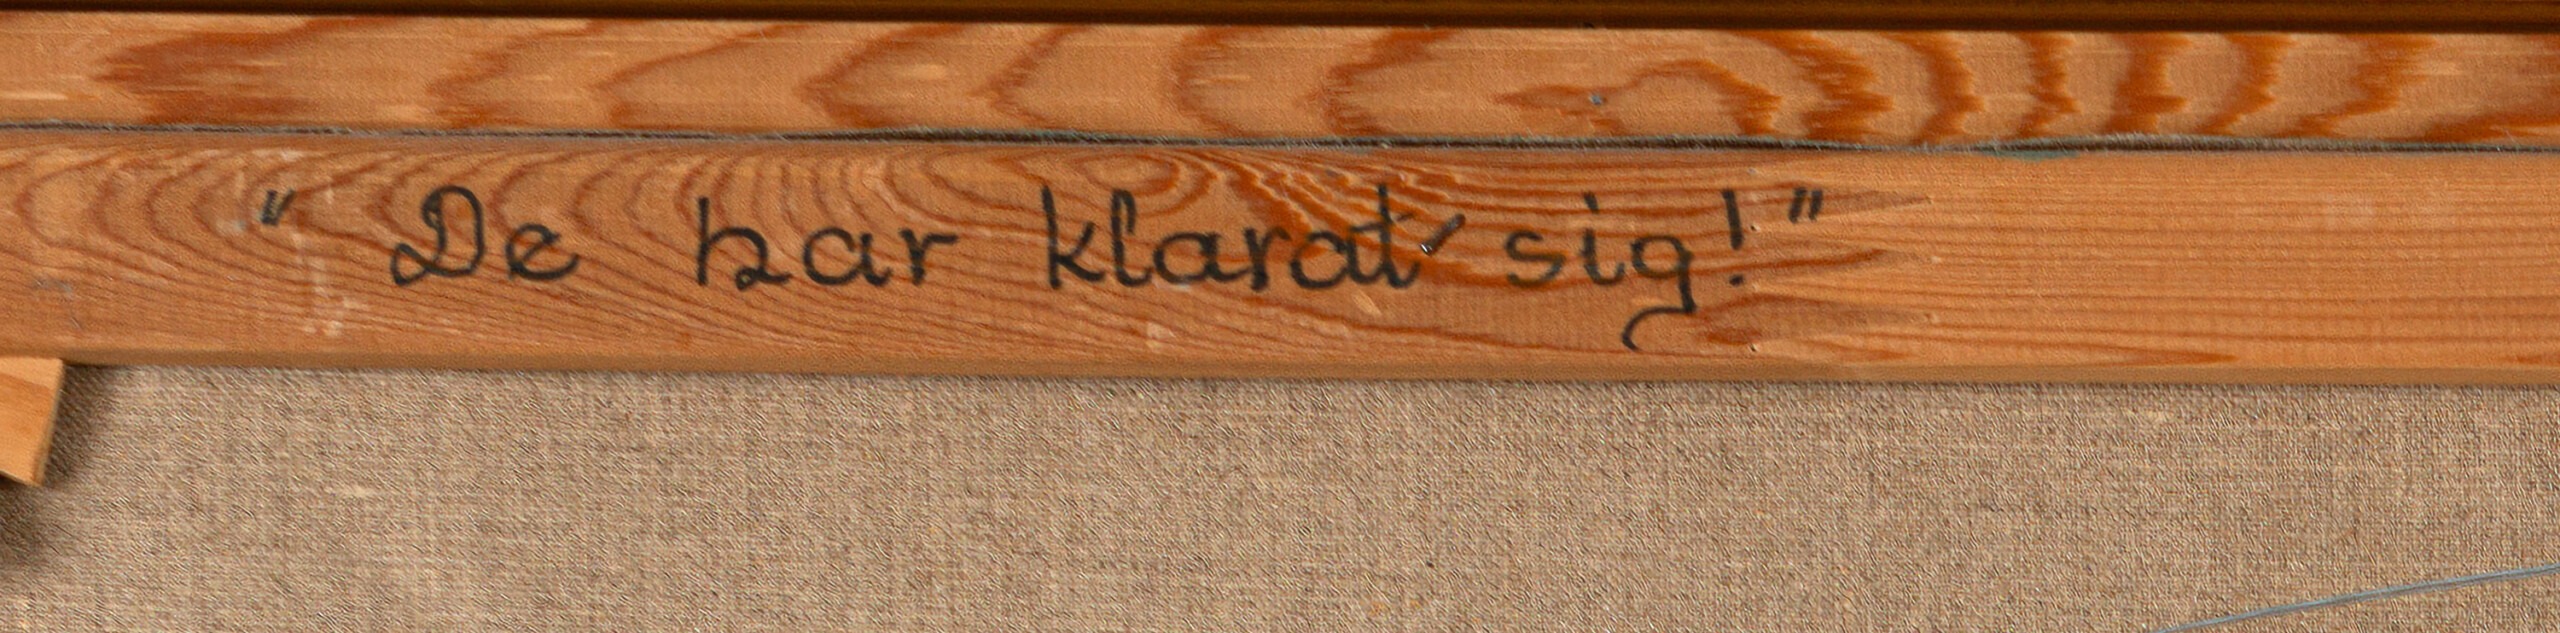 " De har klarat sig! "